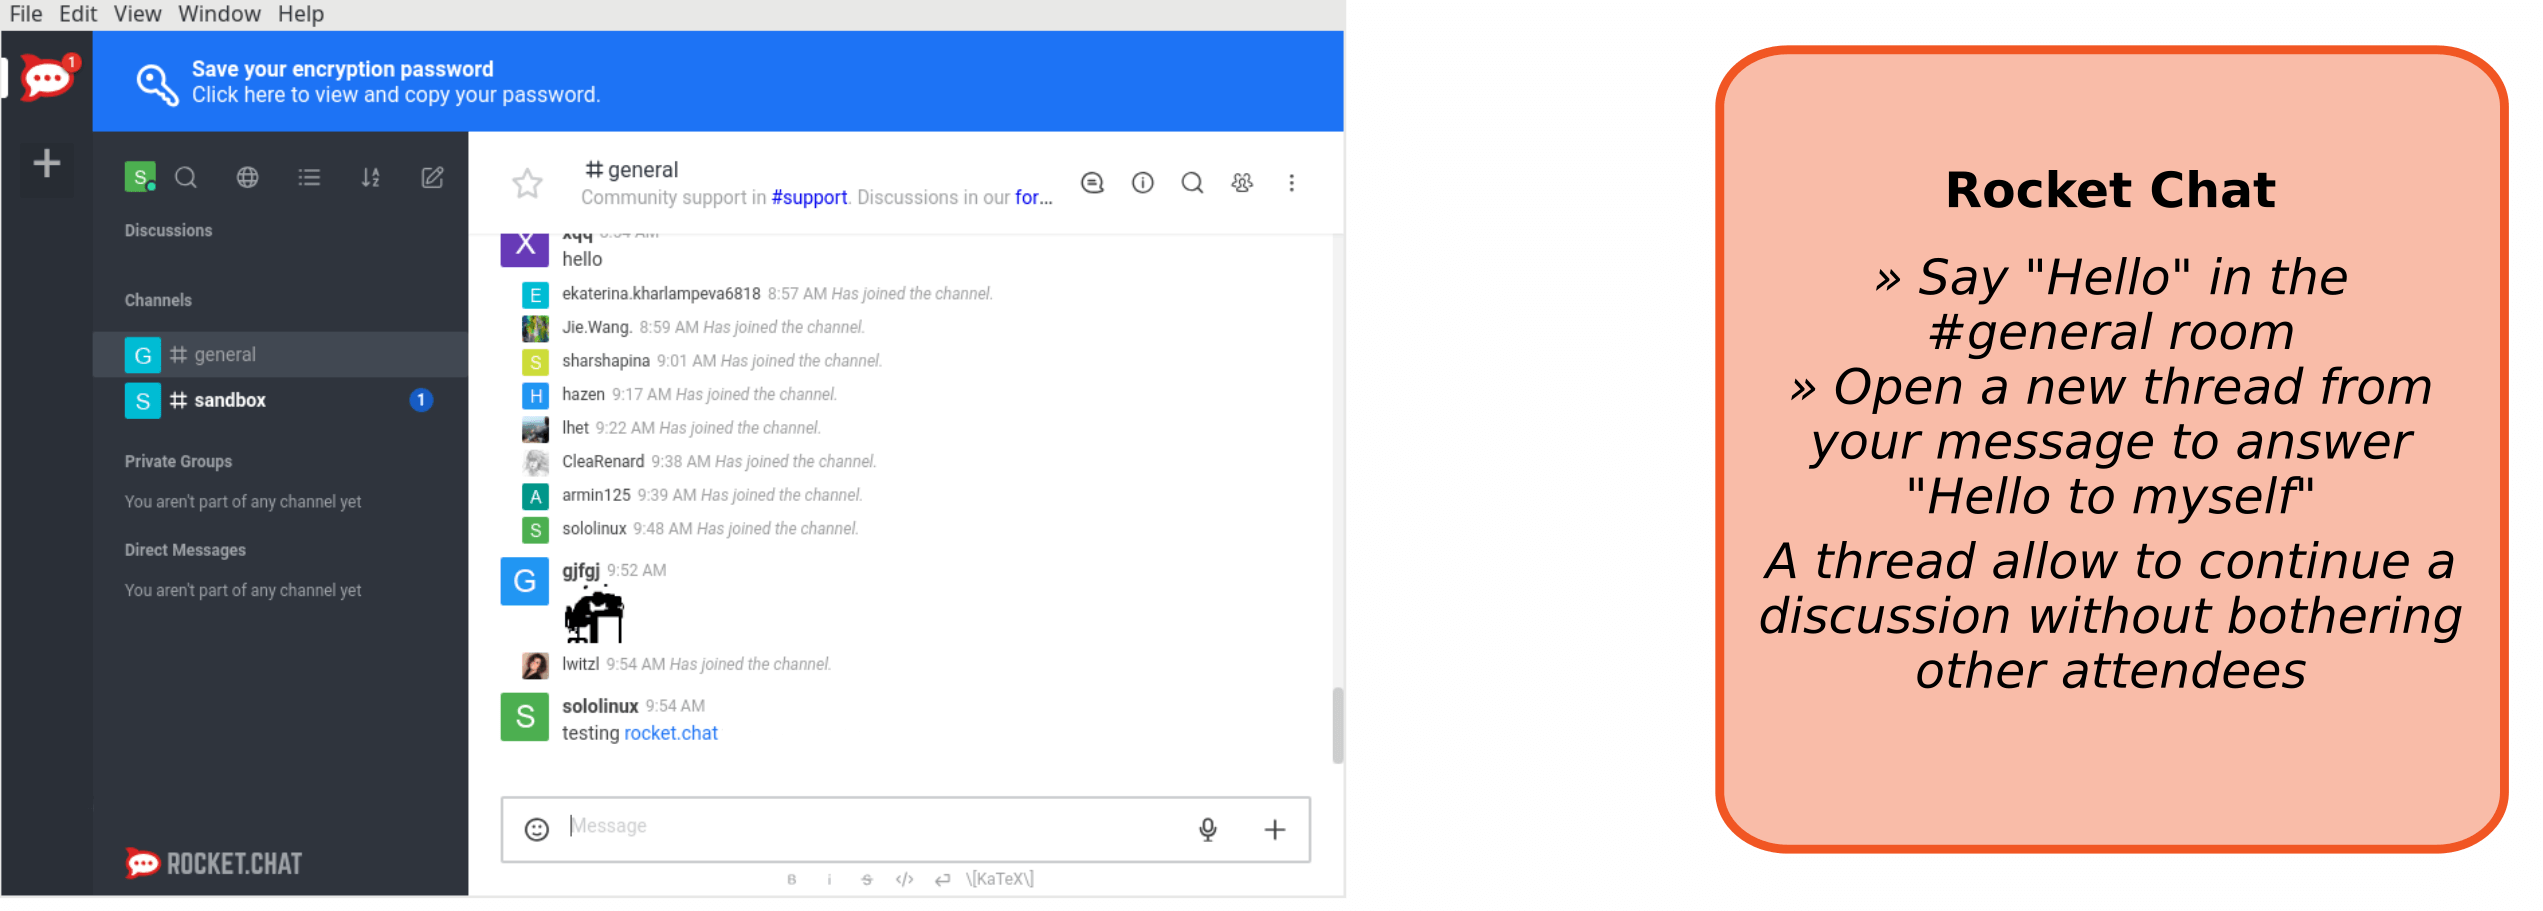 File Edit View Window Help
1
Save your encryption password
Click here to view and copy your password.
S
Discussions
Channels
G # general
S # sandbox 1
Private Groups
You aren't part of any channel yet
Direct Messages
You aren't part of any channel yet
ROCKET.CHAT
# general
Community support in #support. Discussions in our for...
X xqq 8:54 AM
hello
E ekaterina.kharlampeva6818 8:57 AM Has joined the channel.
Jie.Wang. 8:59 AM Has joined the channel.
S sharshapina 9:01 AM Has joined the channel.
H hazen 9:17 AM Has joined the channel.
lhet 9:22 AM Has joined the channel.
CleaRenard 9:38 AM Has joined the channel.
A armin125 9:39 AM Has joined the channel.
S sololinux 9:48 AM Has joined the channel.
G gjfgj 9:52 AM
lwitzl 9:54 AM Has joined the channel.
S sololinux 9:54 AM
testing rocket.chat
Message
B i S </> \[KaTeX\]
Rocket Chat
» Say "Hello" in the
#general room
» Open a new thread from
your message to answer
"Hello to myself"
A thread allow to continue a
discussion without bothering
other attendees